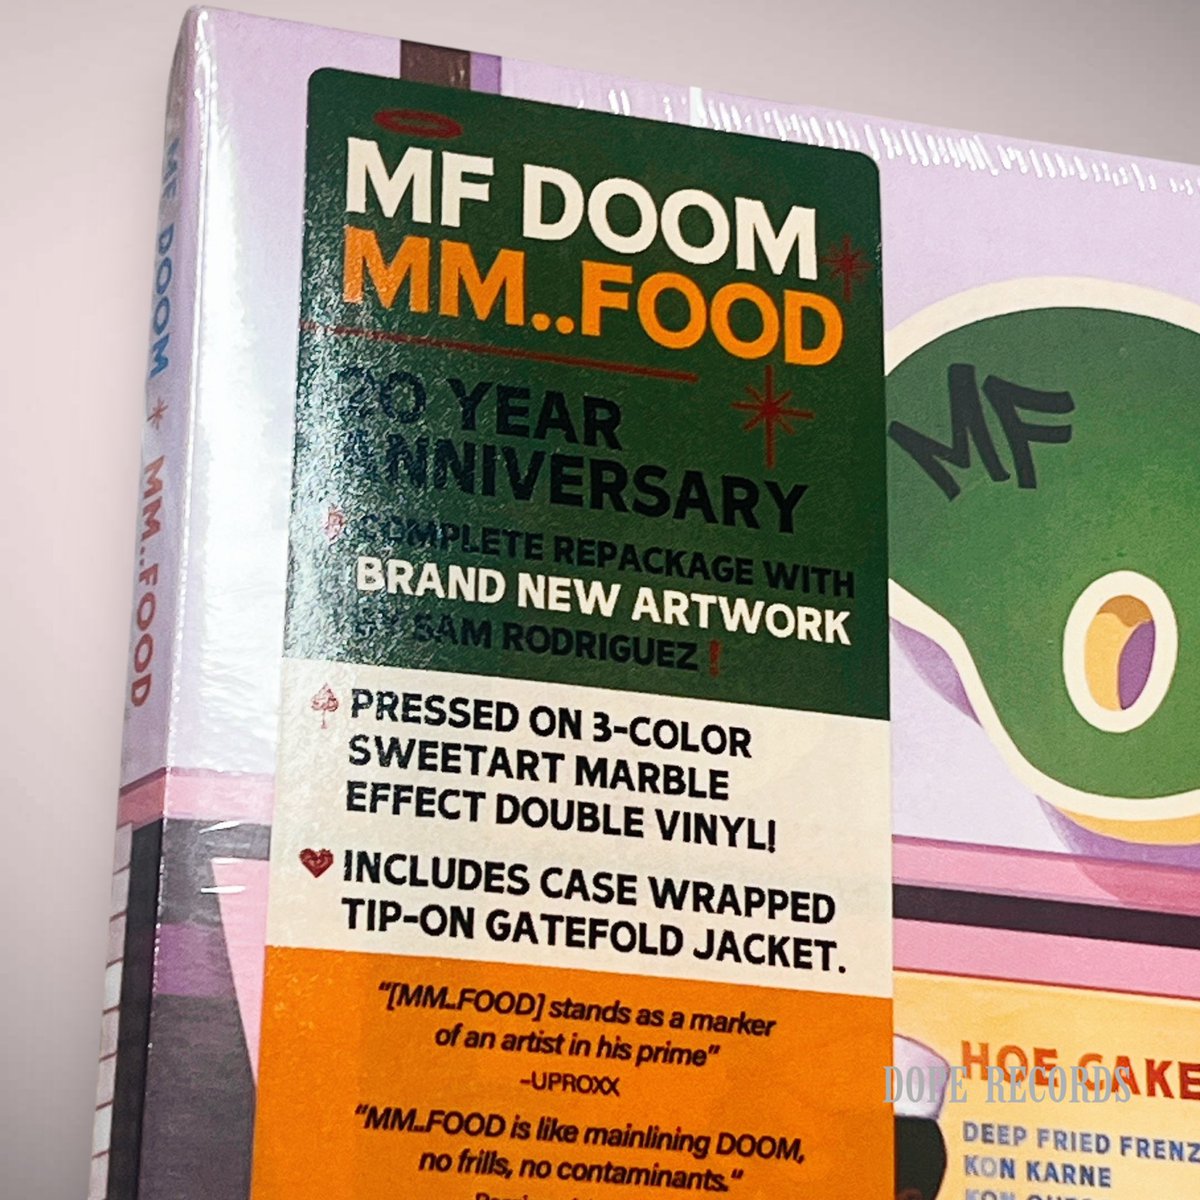 MF DOOM * MM..FOOD
MF DOOM
MM..FOOD
20 YEAR
ANNIVERSARY
COMPLETE REPACKAGE WITH
BRAND NEW ARTWORK
BY SAM RODRIGUEZ!
PRESSED ON 3-COLOR
SWEETART MARBLE
EFFECT DOUBLE VINYL!
INCLUDES CASE WRAPPED
TIP-ON GATEFOLD JACKET.
"[MM..FOOD] stands as a marker
of an artist in his prime"
-UPROXX
"MM..FOOD is like mainlining DOOM,
no frills, no contaminants."
MF
HOE CAKE
DEEP FRIED FRENZ
KON KARNE
DOPE RECORDS